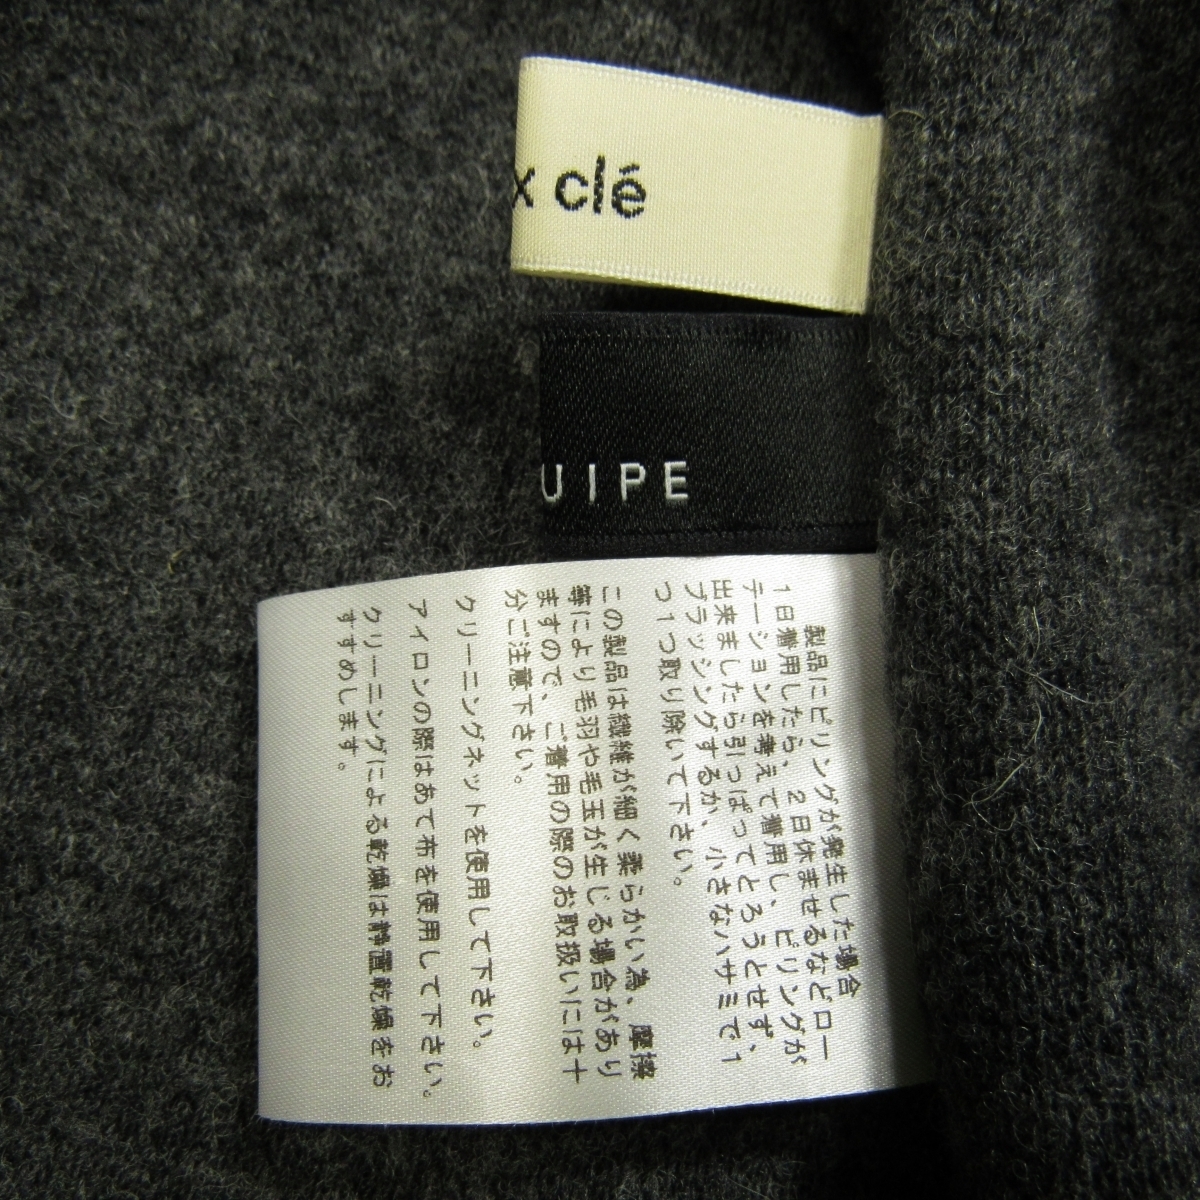 x clé
UIPE
製品にピリングが発生した場合
1日着用したら、2日休ませるなどロー
テーションを考えて着用し、ピリングが
出来ましたら引っぱってとろうとせず、
ブラッシングするか、小さなハサミで1
つ1つ取り除いて下さい。
この製品は繊維が細く柔らかい為、摩擦
等により毛羽や毛玉が生じる場合があり
ますので、ご着用の際のお取扱いには十
分ご注意下さい。
クリーニングネットを使用して下さい。
アイロンの際はあて布を使用して下さい。
クリーニングによる乾燥は静置乾燥をお
すすめします。